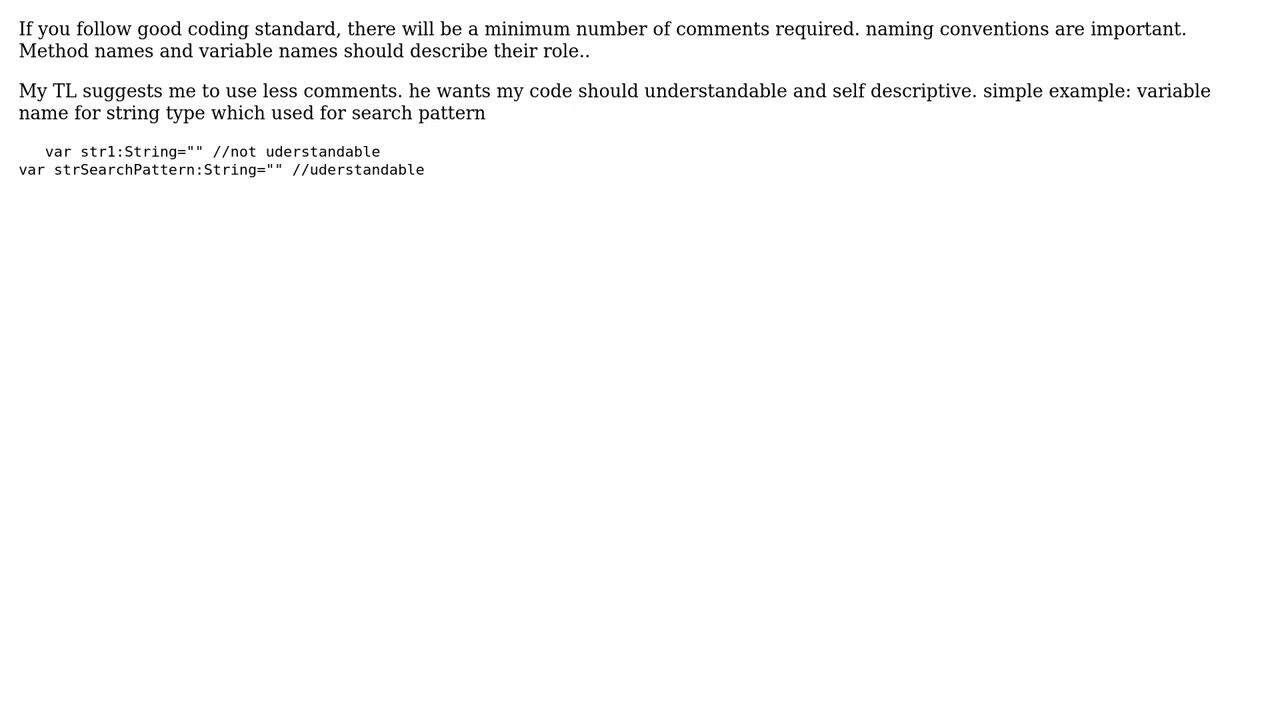 If you follow good coding standard, there will be a minimum number of comments required. naming conventions are important.
Method names and variable names should describe their role..
My TL suggests me to use less comments. he wants my code should understandable and self descriptive. simple example: variable
name for string type which used for search pattern
var str1:String="" //not uderstandable
var strSearchPattern:String="" //uderstandable